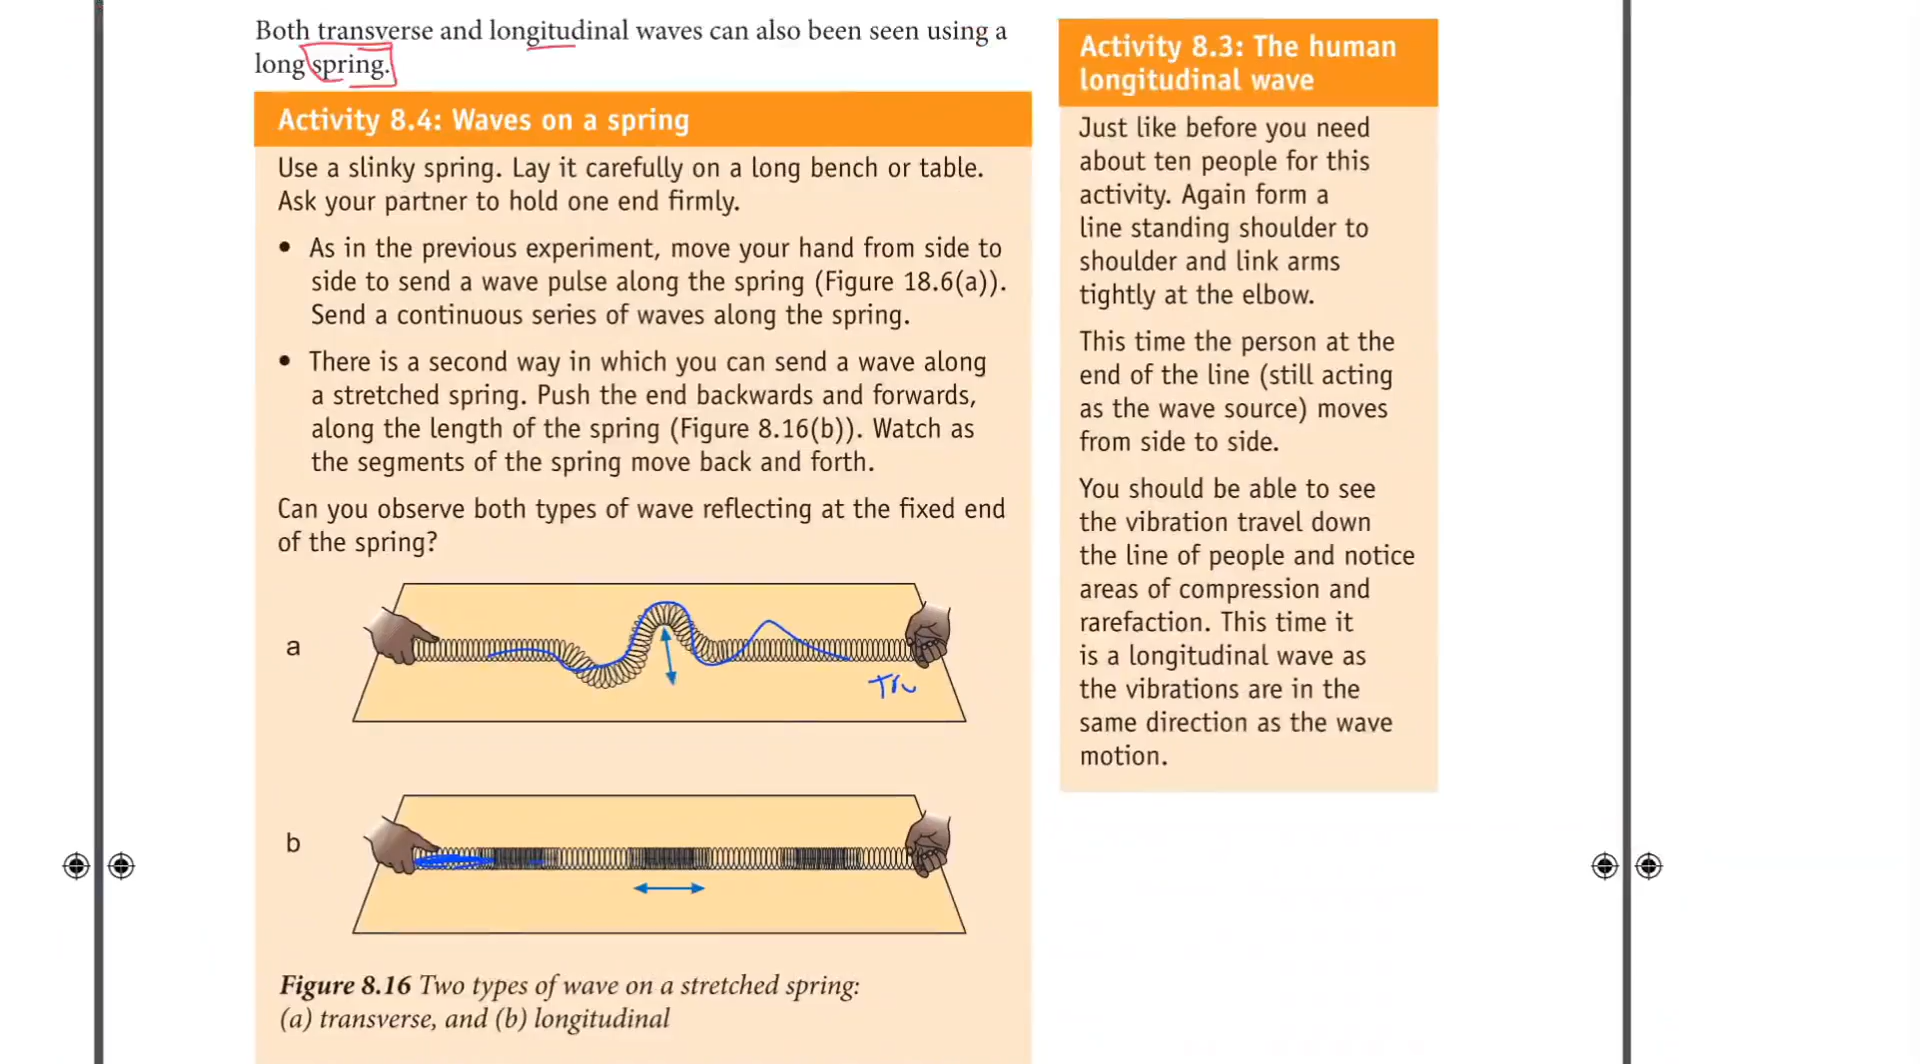 Both transverse and longitudinal waves can also been seen using a
long spring.
Activity 8.4: Waves on a spring
Use a slinky spring. Lay it carefully on a long bench or table.
Ask your partner to hold one end firmly.
• As in the previous experiment, move your hand from side to
side to send a wave pulse along the spring (Figure 18.6(a)).
Send a continuous series of waves along the spring.
• There is a second way in which you can send a wave along
a stretched spring. Push the end backwards and forwards,
along the length of the spring (Figure 8.16(b)). Watch as
the segments of the spring move back and forth.
Can you observe both types of wave reflecting at the fixed end
of the spring?
a
b
Figure 8.16 Two types of wave on a stretched spring:
(a) transverse, and (b) longitudinal
Activity 8.3: The human
longitudinal wave
Just like before you need
about ten people for this
activity. Again form a
line standing shoulder to
shoulder and link arms
tightly at the elbow.
This time the person at the
end of the line (still acting
as the wave source) moves
from side to side.
You should be able to see
the vibration travel down
the line of people and notice
areas of compression and
rarefaction. This time it
is a longitudinal wave as
the vibrations are in the
same direction as the wave
motion.